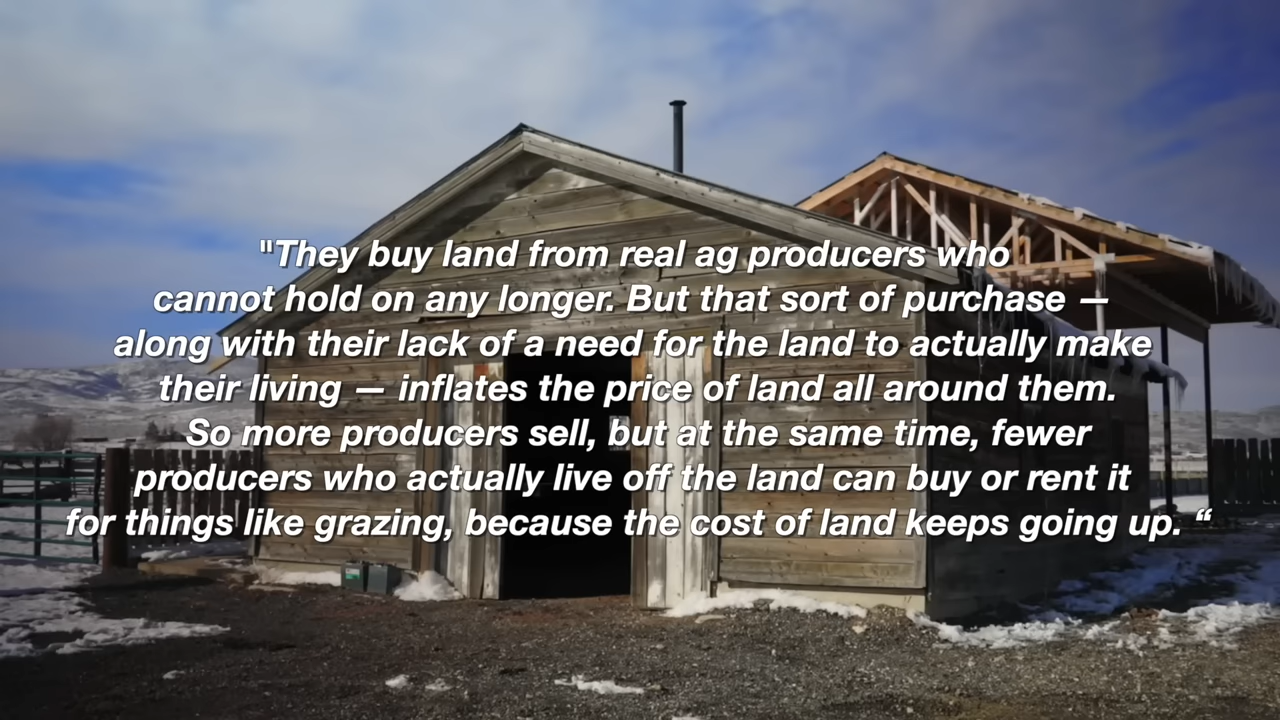 "They buy land from real ag producers who
cannot hold on any longer. But that sort of purchase —
along with their lack of a need for the land to actually make
their living — inflates the price of land all around them.
So more producers sell, but at the same time, fewer
producers who actually live off the land can buy or rent it
for things like grazing, because the cost of land keeps going up. “